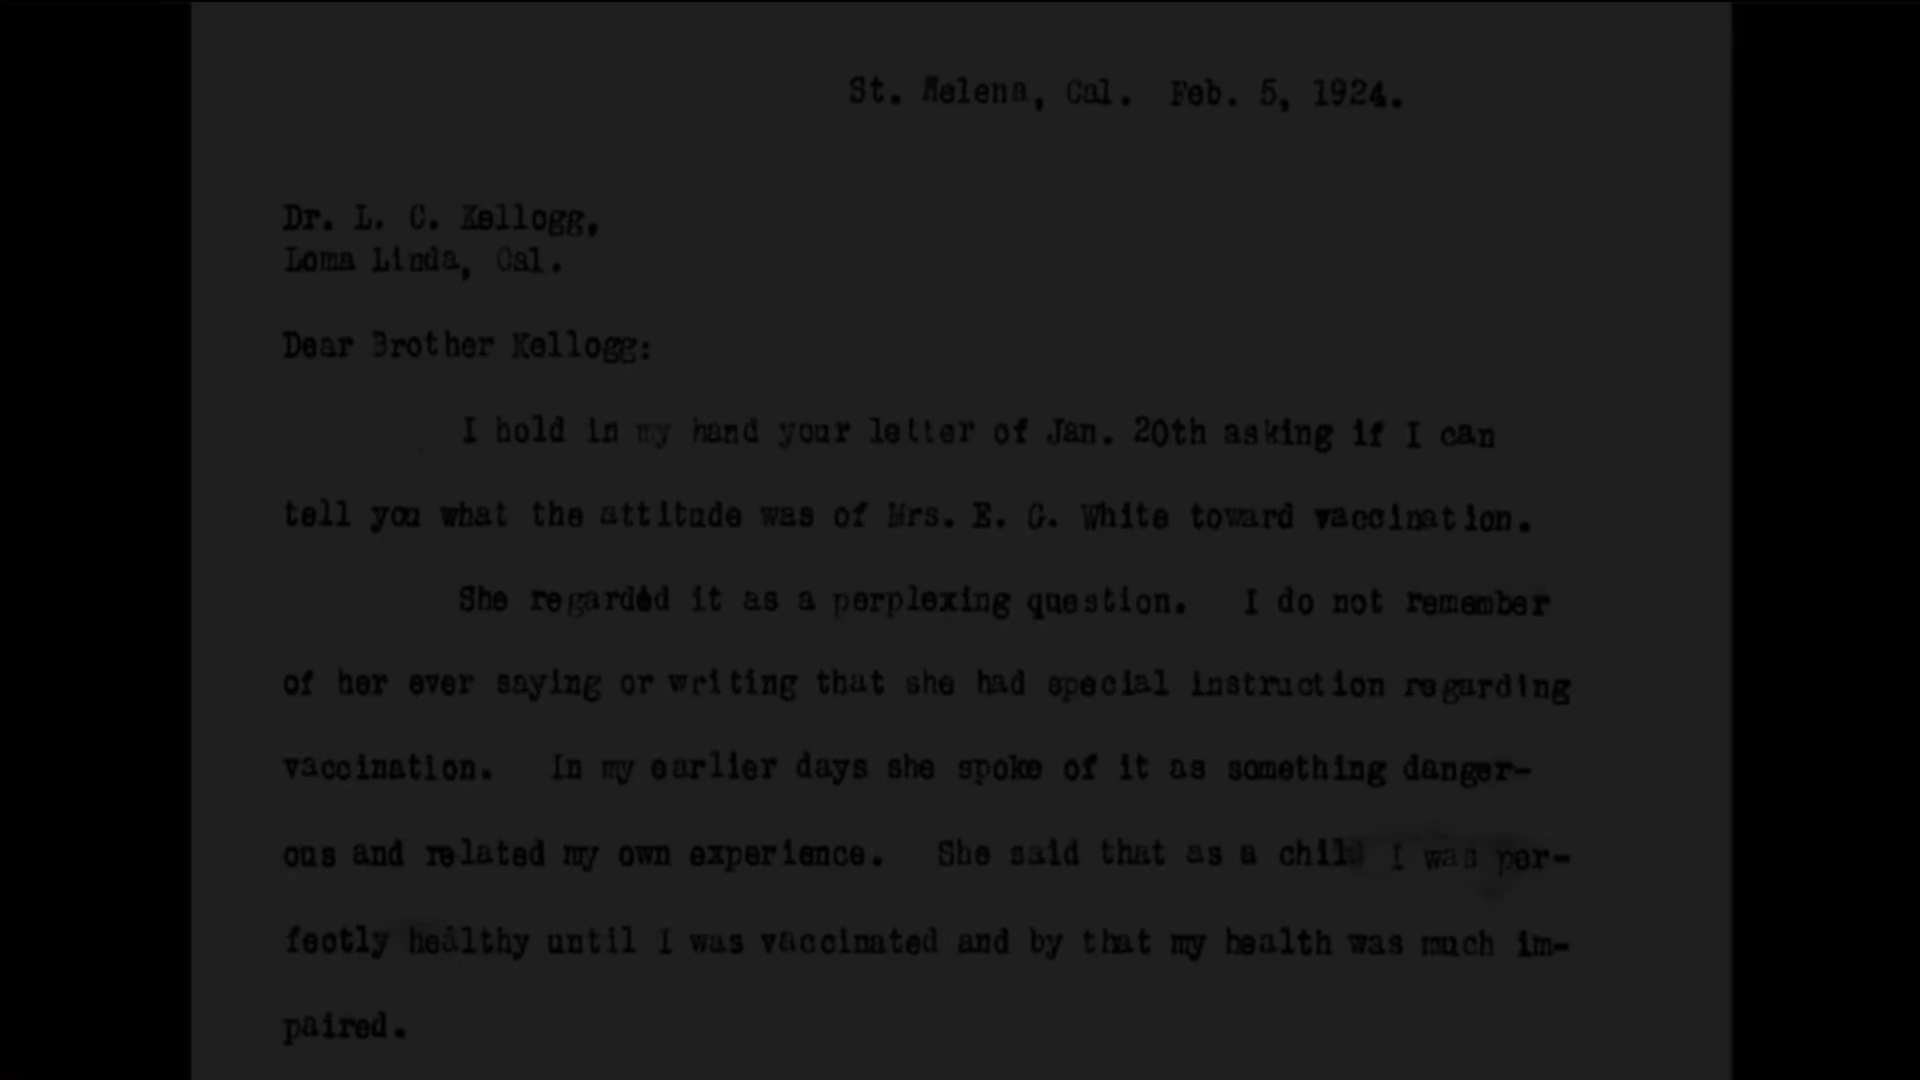 St. Helena, Cal. Feb. 5, 1924.
Dr. L. C. Kellogg,
Loma Linda, Cal.
Dear Brother Kellogg:
I hold in my hand your letter of Jan. 20th asking if I can
tell you what the attitude was of Mrs. E. G. White toward vaccination.
She regarded it as a perplexing question. I do not remember
of her ever saying or writing that she had special instruction regarding
vaccination. In my earlier days she spoke of it as something danger-
ous and related my own experience. She said that as a child I was per-
fectly healthy until I was vaccinated and by that my health was much im-
paired.